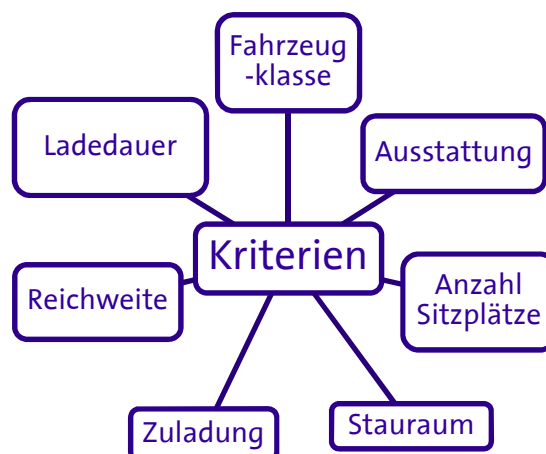 Fahrzeug
-klasse
Ladedauer
Ausstattung
Kriterien
Reichweite
Anzahl
Sitzplätze
Zuladung
Stauraum